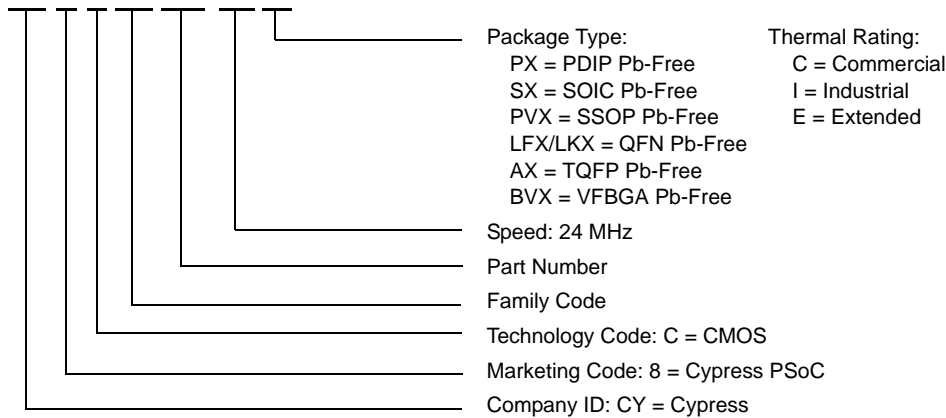 Package Type:
PX = PDIP Pb-Free
SX = SOIC Pb-Free
PVX = SSOP Pb-Free
LFX/LKX = QFN Pb-Free
AX = TQFP Pb-Free
BVX = VFBGA Pb-Free
Thermal Rating:
C = Commercial
I = Industrial
E = Extended
Speed: 24 MHz
Part Number
Family Code
Technology Code: C = CMOS
Marketing Code: 8 = Cypress PSoC
Company ID: CY = Cypress